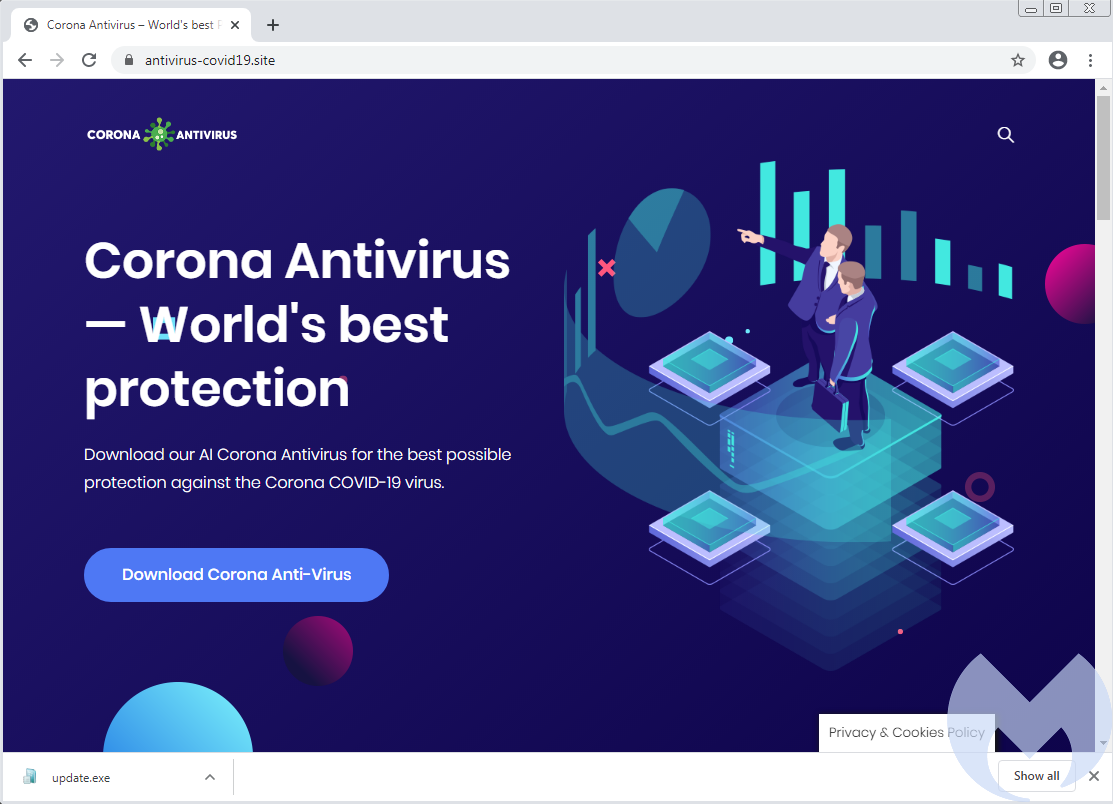 Corona Antivirus – World's best P
antivirus-covid19.site
CORONA ANTIVIRUS
Corona Antivirus
— World's best
protection
Download our AI Corona Antivirus for the best possible
protection against the Corona COVID-19 virus.
Download Corona Anti-Virus
Privacy & Cookies Policy
update.exe
Show all